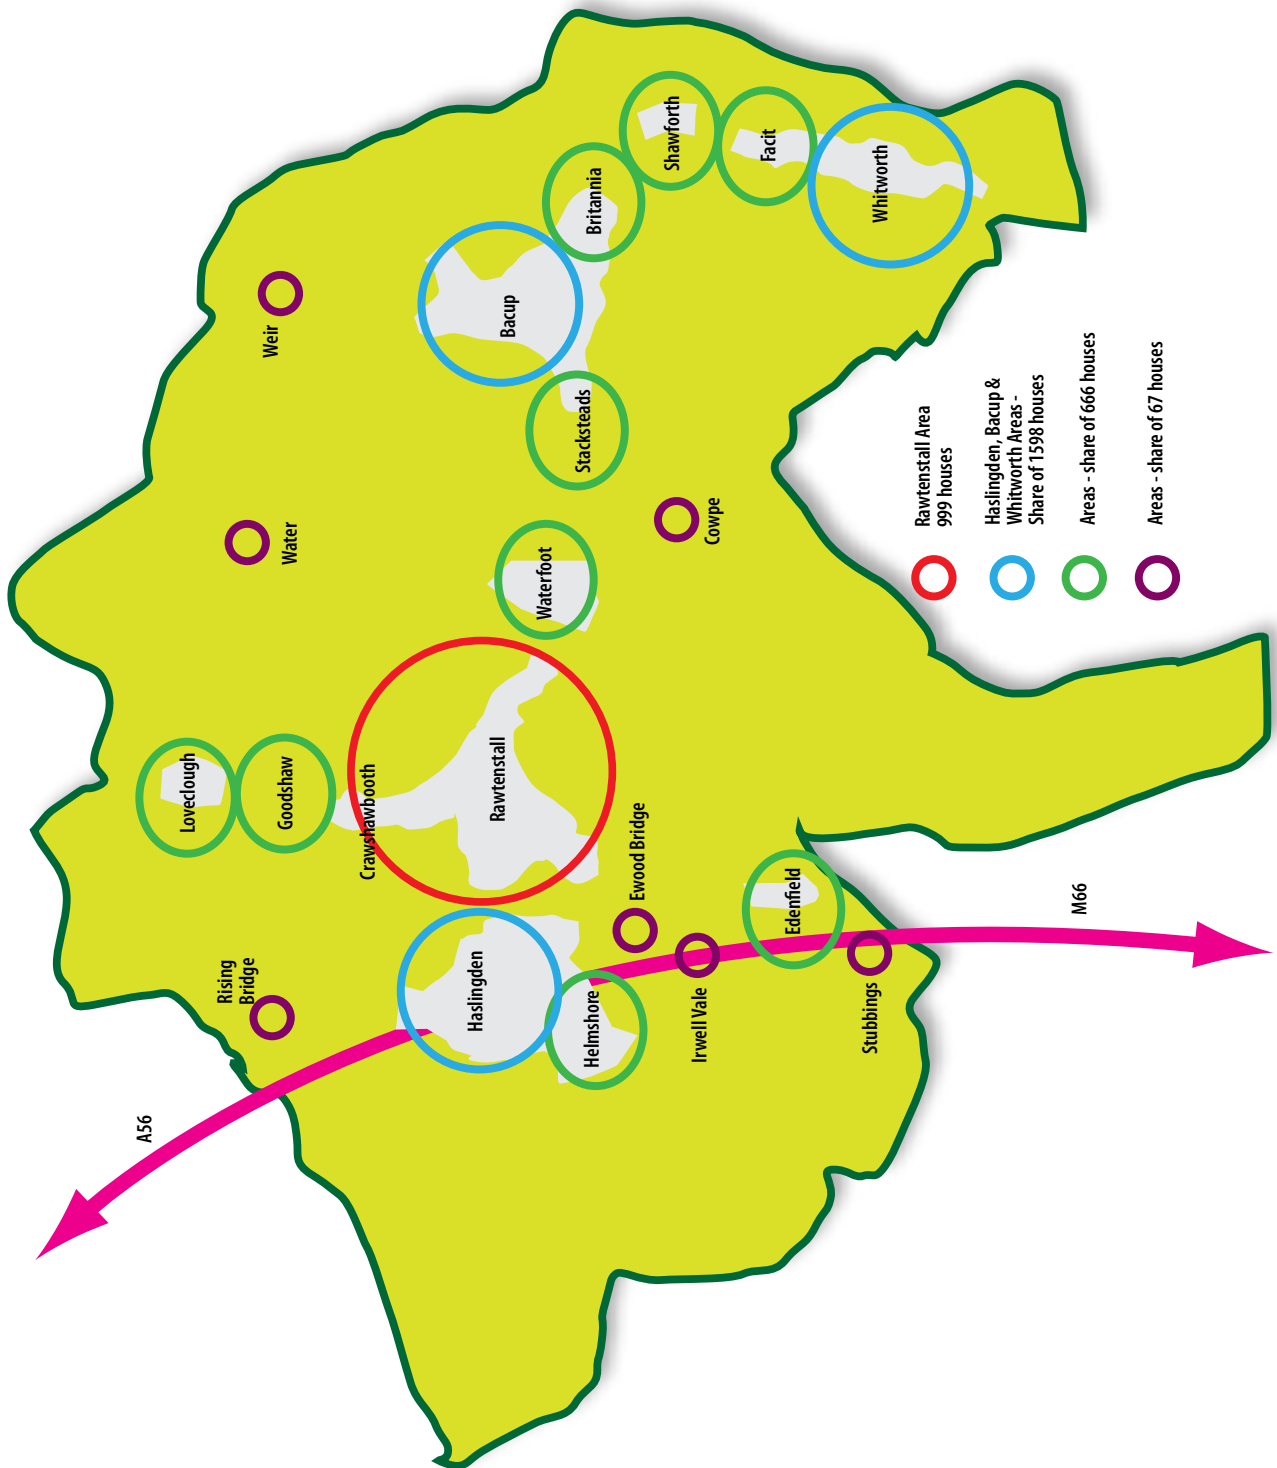 A56
Rising
Bridge
Loveclough
Goodshaw
Crawshawbooth
Rawtenstall
Haslingden
Helmshore
Ewood Bridge
Irwell Vale
Edenfield
Stubbings
M66
Water
Weir
Waterfoot
Cowpe
Stacksteads
Bacup
Britannia
Shawforth
Facit
Whitworth
Rawtenstall Area
999 houses
Haslingden, Bacup &
Whitworth Areas -
Share of 1598 houses
Areas - share of 666 houses
Areas - share of 67 houses